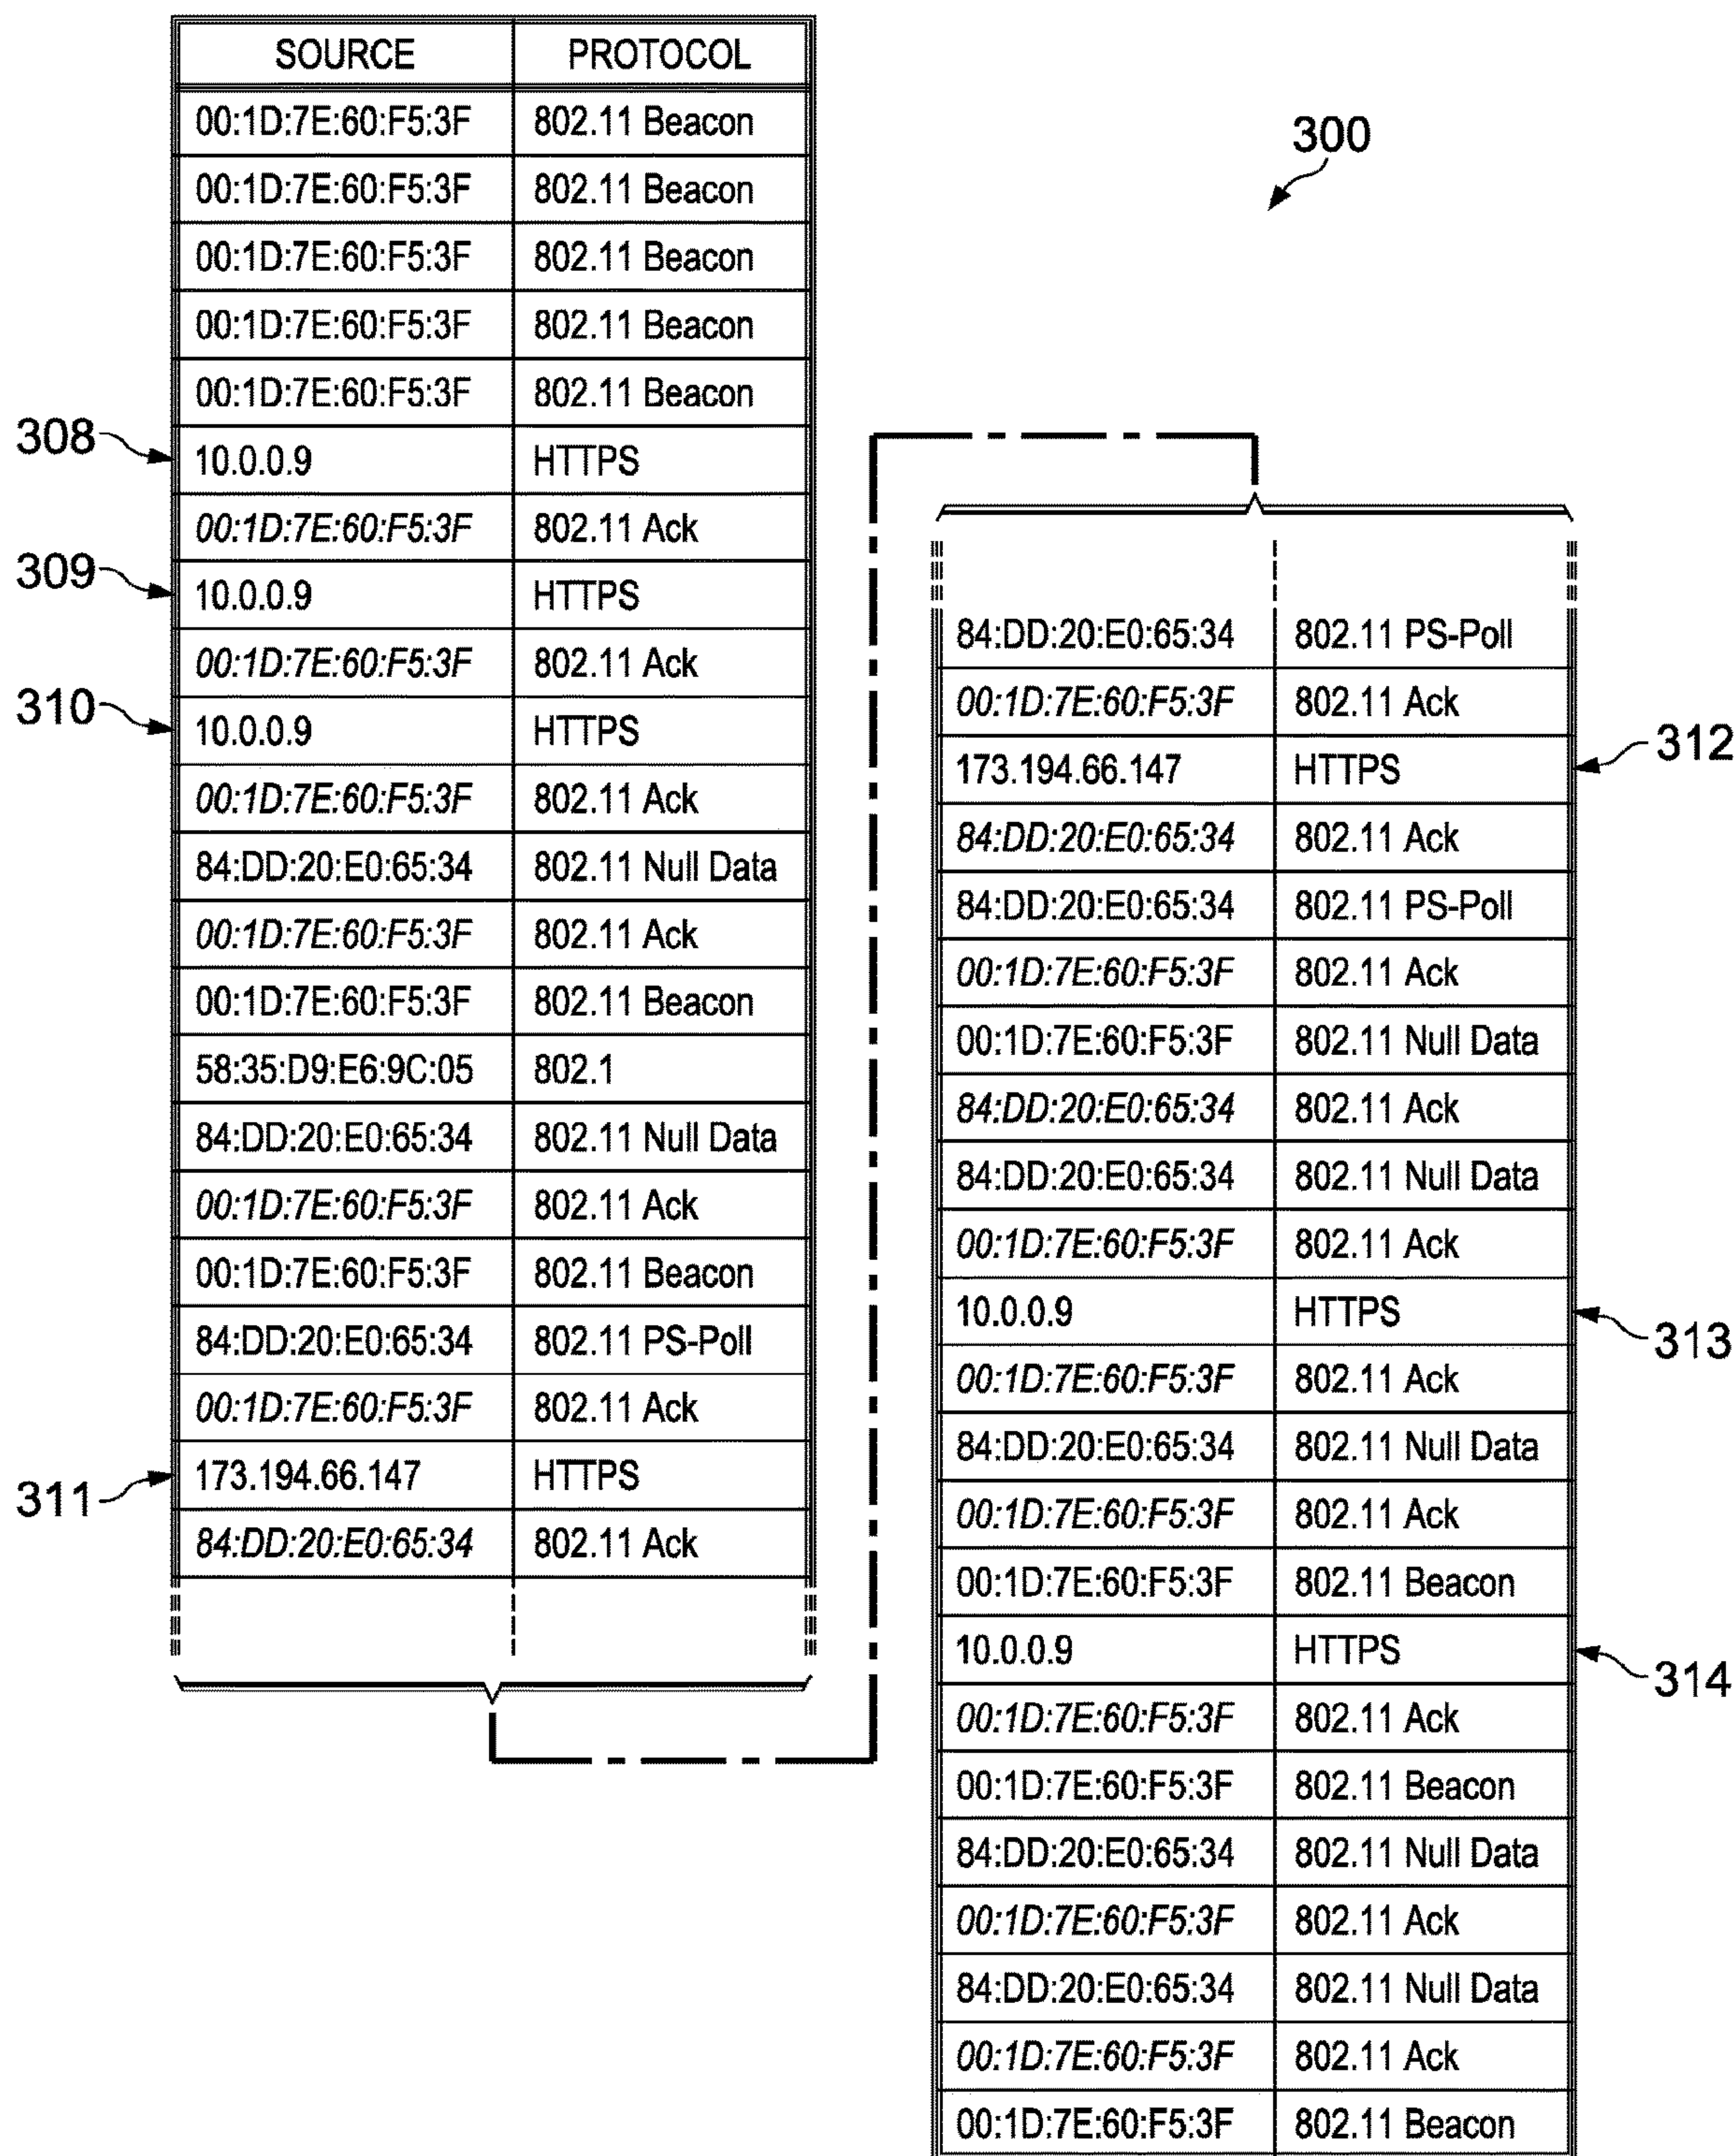 SOURCE PROTOCOL
00:1D:7E:60:F5:3F 802.11 Beacon
00:1D:7E:60:F5:3F 802.11 Beacon
00:1D:7E:60:F5:3F 802.11 Beacon
00:1D:7E:60:F5:3F 802.11 Beacon
00:1D:7E:60:F5:3F 802.11 Beacon
308 10.0.0.9 HTTPS
00:1D:7E:60:F5:3F 802.11 Ack
309 10.0.0.9 HTTPS
00:1D:7E:60:F5:3F 802.11 Ack
310 10.0.0.9 HTTPS
00:1D:7E:60:F5:3F 802.11 Ack
84:DD:20:E0:65:34 802.11 Null Data
00:1D:7E:60:F5:3F 802.11 Ack
00:1D:7E:60:F5:3F 802.11 Beacon
58:35:D9:E6:9C:05 802.1
84:DD:20:E0:65:34 802.11 Null Data
00:1D:7E:60:F5:3F 802.11 Ack
00:1D:7E:60:F5:3F 802.11 Beacon
84:DD:20:E0:65:34 802.11 PS-Poll
00:1D:7E:60:F5:3F 802.11 Ack
311 173.194.66.147 HTTPS
84:DD:20:E0:65:34 802.11 Ack
300
84:DD:20:E0:65:34 802.11 PS-Poll
00:1D:7E:60:F5:3F 802.11 Ack
173.194.66.147 HTTPS 312
84:DD:20:E0:65:34 802.11 Ack
84:DD:20:E0:65:34 802.11 PS-Poll
00:1D:7E:60:F5:3F 802.11 Ack
00:1D:7E:60:F5:3F 802.11 Null Data
84:DD:20:E0:65:34 802.11 Ack
84:DD:20:E0:65:34 802.11 Null Data
00:1D:7E:60:F5:3F 802.11 Ack
10.0.0.9 HTTPS 313
00:1D:7E:60:F5:3F 802.11 Ack
84:DD:20:E0:65:34 802.11 Null Data
00:1D:7E:60:F5:3F 802.11 Ack
00:1D:7E:60:F5:3F 802.11 Beacon
10.0.0.9 HTTPS 314
00:1D:7E:60:F5:3F 802.11 Ack
00:1D:7E:60:F5:3F 802.11 Beacon
84:DD:20:E0:65:34 802.11 Null Data
00:1D:7E:60:F5:3F 802.11 Ack
84:DD:20:E0:65:34 802.11 Null Data
00:1D:7E:60:F5:3F 802.11 Ack
00:1D:7E:60:F5:3F 802.11 Beacon